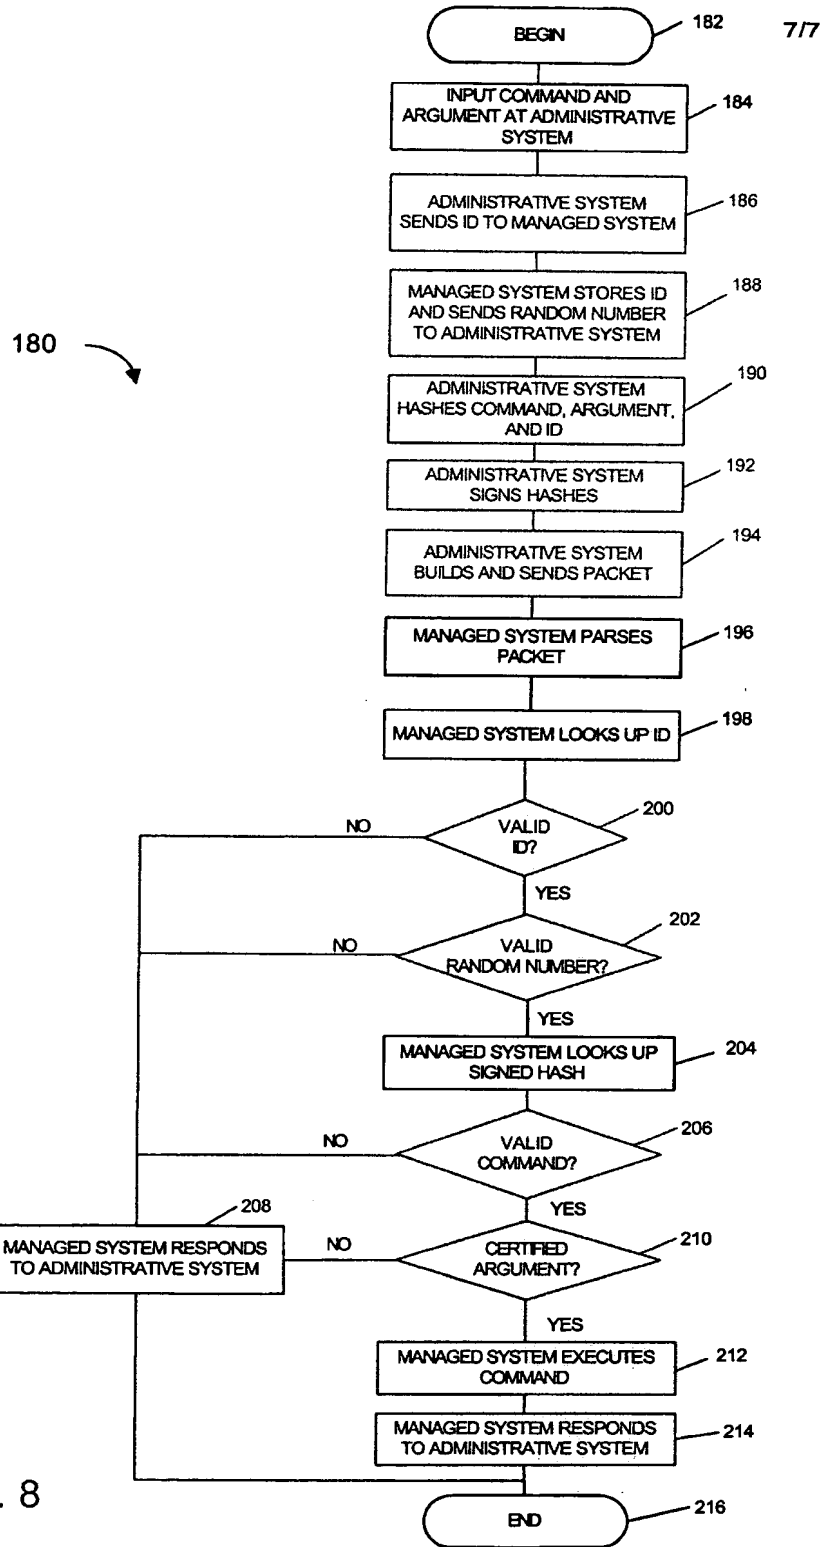 BEGIN
182
7/7
INPUT COMMAND AND
ARGUMENT AT ADMINISTRATIVE
SYSTEM
184
ADMINISTRATIVE SYSTEM
SENDS ID TO MANAGED SYSTEM
186
MANAGED SYSTEM STORES ID
AND SENDS RANDOM NUMBER
TO ADMINISTRATIVE SYSTEM
188
180
ADMINISTRATIVE SYSTEM
HASHES COMMAND, ARGUMENT,
AND ID
190
ADMINISTRATIVE SYSTEM
SIGNS HASHES
192
ADMINISTRATIVE SYSTEM
BUILDS AND SENDS PACKET
194
MANAGED SYSTEM PARSES
PACKET
196
MANAGED SYSTEM LOOKS UP ID
198
NO
VALID
ID?
200
YES
NO
VALID
RANDOM NUMBER?
202
YES
MANAGED SYSTEM LOOKS UP
SIGNED HASH
204
NO
VALID
COMMAND?
206
YES
208
MANAGED SYSTEM RESPONDS
TO ADMINISTRATIVE SYSTEM
NO
CERTIFIED
ARGUMENT?
210
YES
MANAGED SYSTEM EXECUTES
COMMAND
212
MANAGED SYSTEM RESPONDS
TO ADMINISTRATIVE SYSTEM
214
. 8
END
216